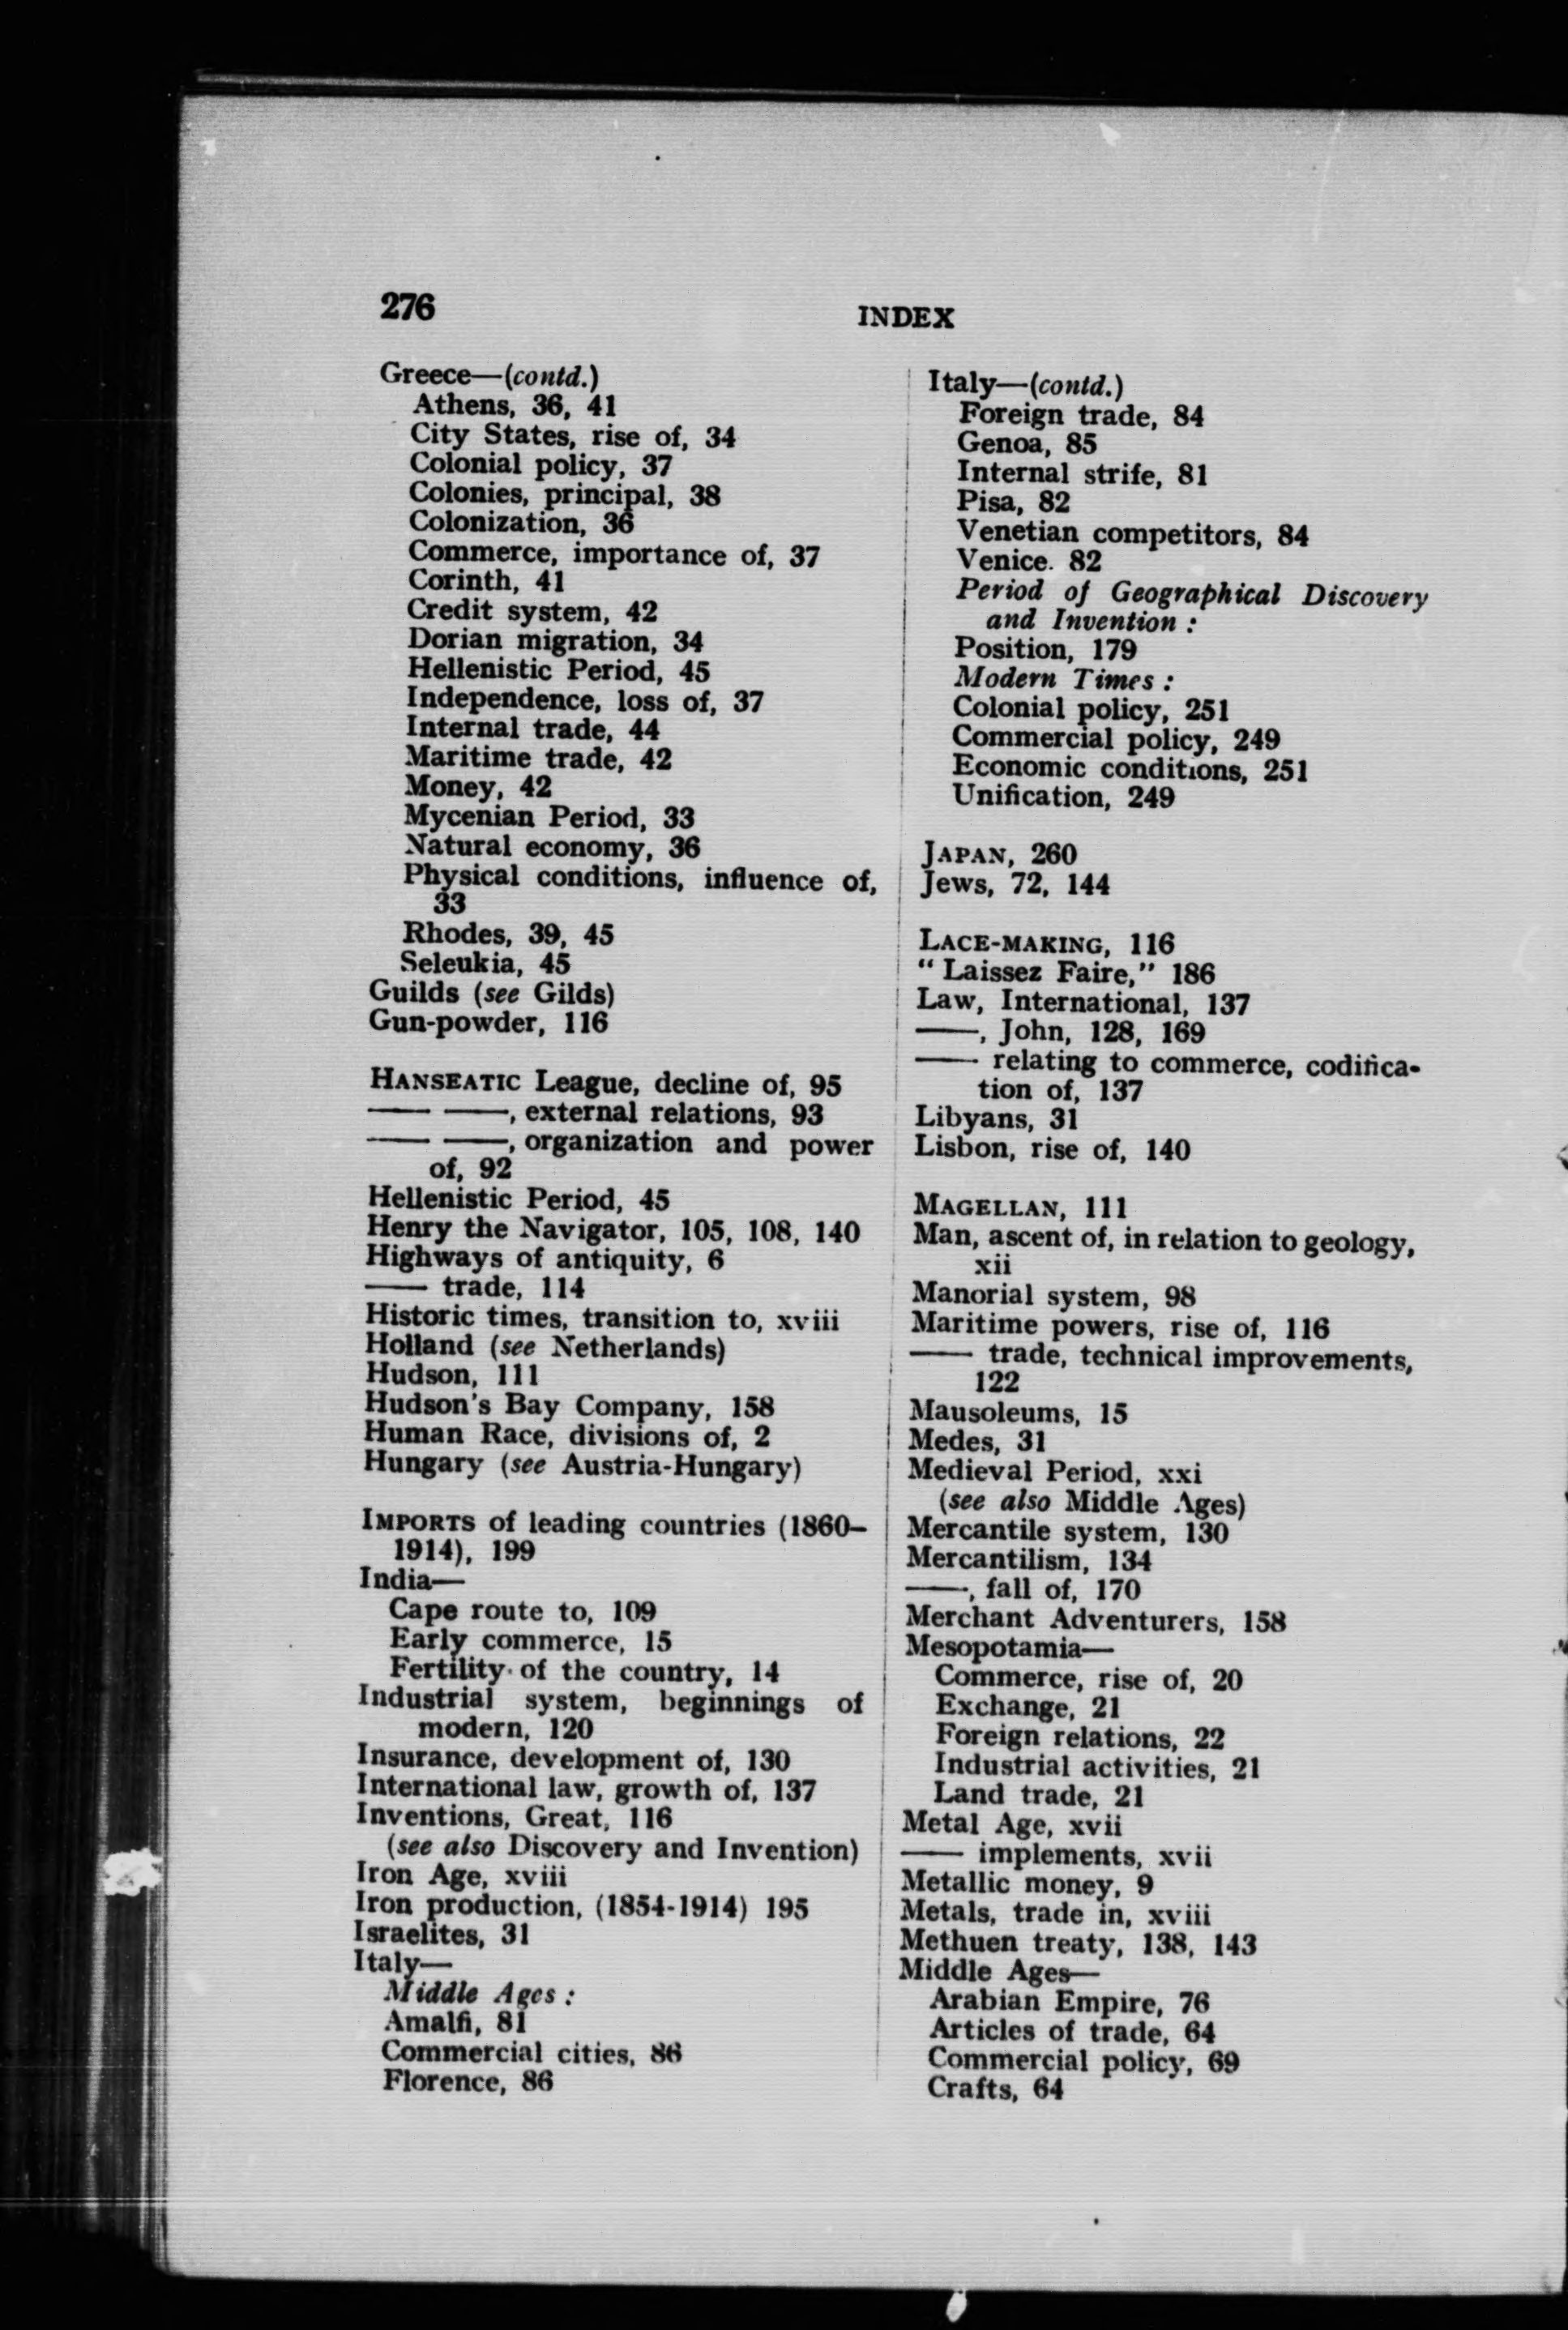 276
INDEX
Greece—(contd.)
Athens, 36, 41
City States, rise of, 34
Colonial policy, 37
Colonies, principal, 38
Colonization, 36
Commerce, importance of, 37
Corinth, 41
Credit system, 42
Dorian migration, 34
Hellenistic Period, 45
Independence, loss of, 37
Internal trade, 44
Maritime trade, 42
Money, 42
Mycenian Period, 33
Natural economy, 36
Physical conditions, influence of,
33
Rhodes, 39, 45
Seleukia, 45
Guilds (see Gilds)
Gun-powder, 116
HANSEATIC League, decline of, 95
—— ——, external relations, 93
—— ——, organization and power
of, 92
Hellenistic Period, 45
Henry the Navigator, 105, 108, 140
Highways of antiquity, 6
—— trade, 114
Historic times, transition to, xviii
Holland (see Netherlands)
Hudson, 111
Hudson's Bay Company, 158
Human Race, divisions of, 2
Hungary (see Austria-Hungary)
IMPORTS of leading countries (1860–
1914), 199
India—
Cape route to, 109
Early commerce, 15
Fertility of the country, 14
Industrial system, beginnings of
modern, 120
Insurance, development of, 130
International law, growth of, 137
Inventions, Great, 116
(see also Discovery and Invention)
Iron Age, xviii
Iron production, (1854-1914) 195
Israelites, 31
Italy—
Middle Ages :
Amalfi, 81
Commercial cities, 86
Florence, 86
Italy—(contd.)
Foreign trade, 84
Genoa, 85
Internal strife, 81
Pisa, 82
Venetian competitors, 84
Venice. 82
Period of Geographical Discovery
and Invention :
Position, 179
Modern Times :
Colonial policy, 251
Commercial policy, 249
Economic conditions, 251
Unification, 249
JAPAN, 260
Jews, 72, 144
LACE-MAKING, 116
" Laissez Faire," 186
Law, International, 137
——, John, 128, 169
—— relating to commerce, codifica-
tion of, 137
Libyans, 31
Lisbon, rise of, 140
MAGELLAN, 111
Man, ascent of, in relation to geology,
xii
Manorial system, 98
Maritime powers, rise of, 116
—— trade, technical improvements,
122
Mausoleums, 15
Medes, 31
Medieval Period, xxi
(see also Middle Ages)
Mercantile system, 130
Mercantilism, 134
——, fall of, 170
Merchant Adventurers, 158
Mesopotamia—
Commerce, rise of, 20
Exchange, 21
Foreign relations, 22
Industrial activities, 21
Land trade, 21
Metal Age, xvii
—— implements, xvii
Metallic money, 9
Metals, trade in, xviii
Methuen treaty, 138, 143
Middle Ages—
Arabian Empire, 76
Articles of trade, 64
Commercial policy, 69
Crafts, 64